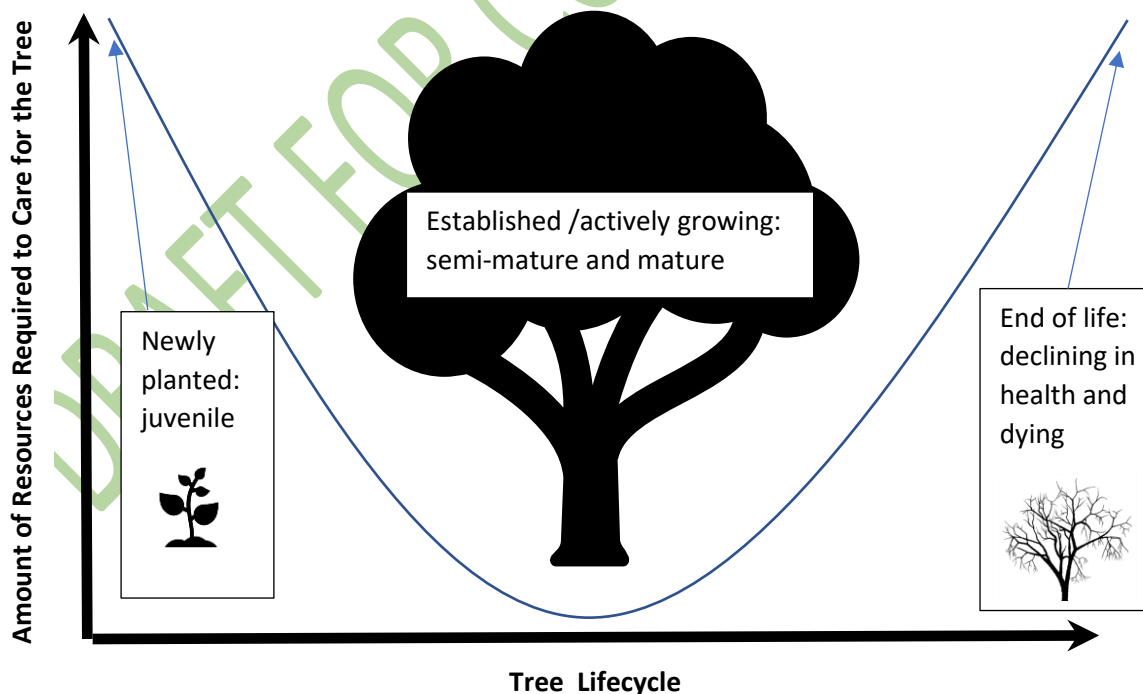 Amount of Resources Required to Care for the Tree
DRAFT FOR
Established /actively growing:
semi-mature and mature
Newly
planted:
juvenile
End of life:
declining in
health and
dying
Tree Lifecycle